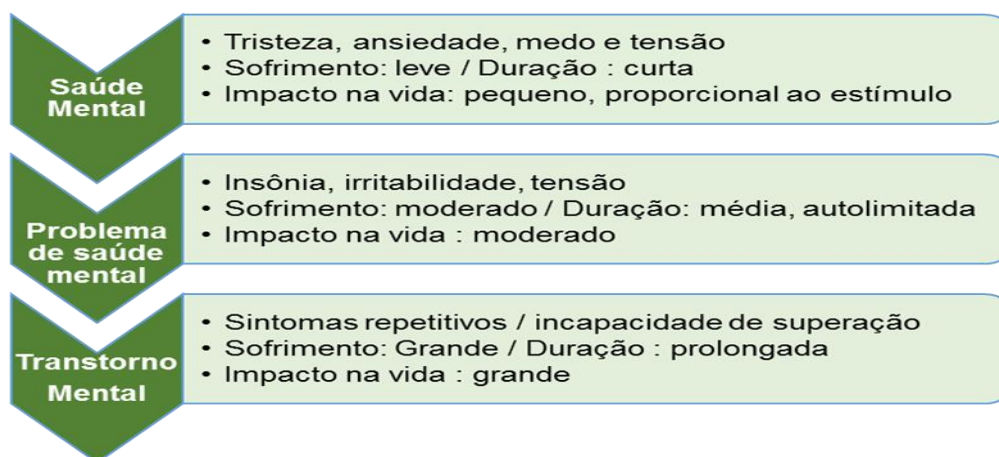 Saúde
Mental
• Tristeza, ansiedade, medo e tensão
• Sofrimento: leve / Duração : curta
• Impacto na vida: pequeno, proporcional ao estímulo
Problema
de saúde
mental
• Insônia, irritabilidade, tensão
• Sofrimento: moderado / Duração: média, autolimitada
• Impacto na vida : moderado
Transtorno
Mental
• Sintomas repetitivos / incapacidade de superação
• Sofrimento: Grande / Duração : prolongada
• Impacto na vida : grande